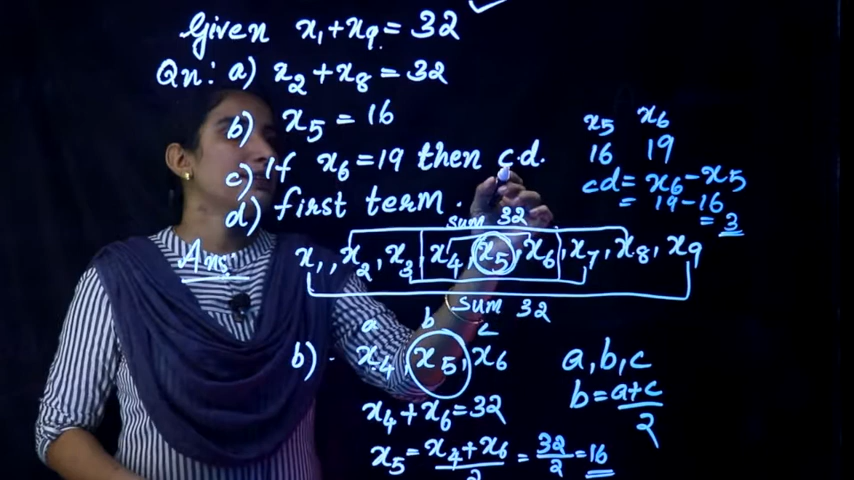 Given x₁+x₉ = 32
Qn: a) x₂+x₈ = 32
b) x₅ = 16
c) If x₆ = 19 then c.d.
d) first term.
x₅ x₆
16 19
cd = x₆-x₅
= 19-16
= 3
sum 32
Ans: x₁, x₂, x₃, x₄, x₅, x₆, x₇, x₈, x₉
sum 32
a b c
b) x₄, x₅, x₆
x₄+x₆=32
x₅ = x₄+x₆/2 = 32/2 = 16
a, b, c
b = a+c/2